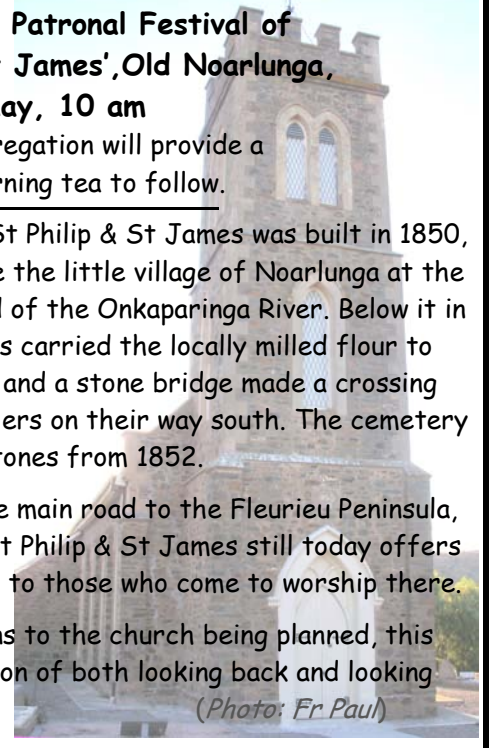 Patronal Festival of
James',Old Noarlunga,
ay, 10 am
regation will provide a
rning tea to follow.
St Philip & St James was built in 1850,
e the little village of Noarlunga at the
d of the Onkaparinga River. Below it in
s carried the locally milled flour to
and a stone bridge made a crossing
ers on their way south. The cemetery
tones from 1852.
e main road to the Fleurieu Peninsula,
t Philip & St James still today offers
to those who come to worship there.
ns to the church being planned, this
on of both looking back and looking
(Photo: Fr Paul)